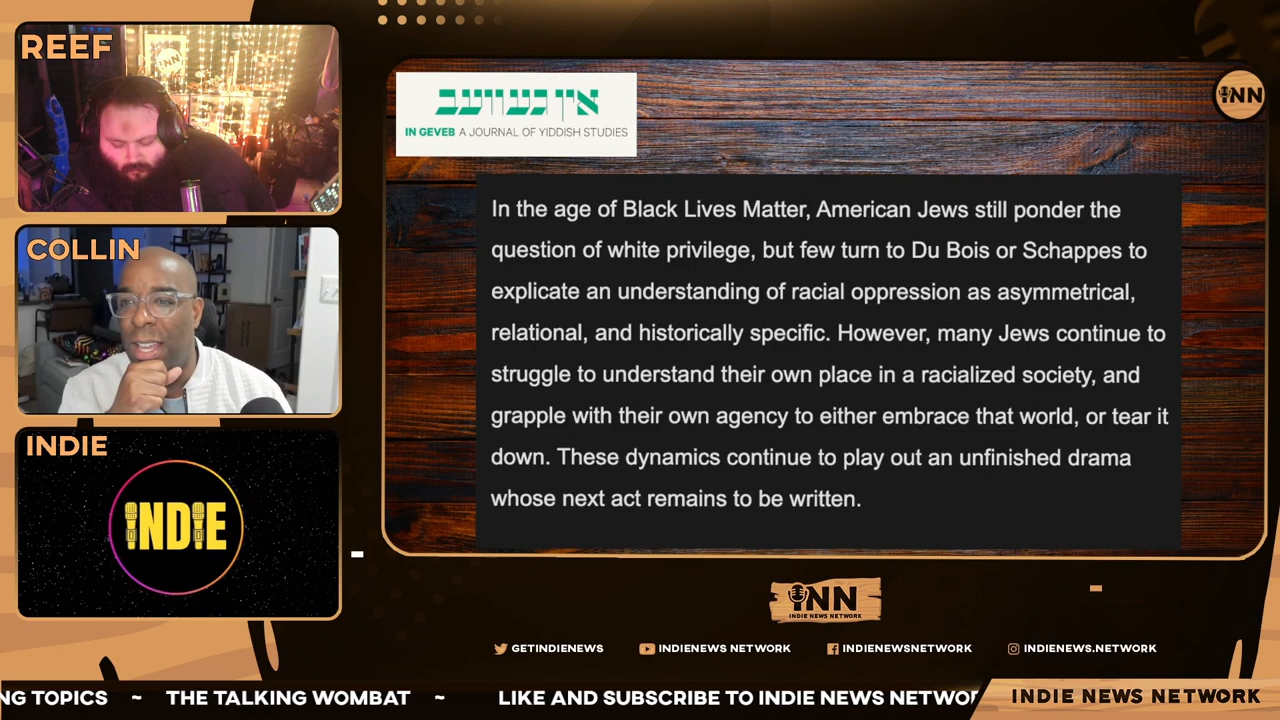 REEF
COLLIN
INDIE
INDIE
אין געװעב
IN GEVEB A JOURNAL OF YIDDISH STUDIES
INN
In the age of Black Lives Matter, American Jews still ponder the
question of white privilege, but few turn to Du Bois or Schappes to
explicate an understanding of racial oppression as asymmetrical,
relational, and historically specific. However, many Jews continue to
struggle to understand their own place in a racialized society, and
grapple with their own agency to either embrace that world, or tear it
down. These dynamics continue to play out an unfinished drama
whose next act remains to be written.
INN
INDIE NEWS NETWORK
GETINDIENEWS
INDIENEWS NETWORK
INDIENEWSNETWORK
INDIENEWS.NETWORK
NG TOPICS ~ THE TALKING WOMBAT ~ LIKE AND SUBSCRIBE TO INDIE NEWS NETWOR
INDIE NEWS NETWORK